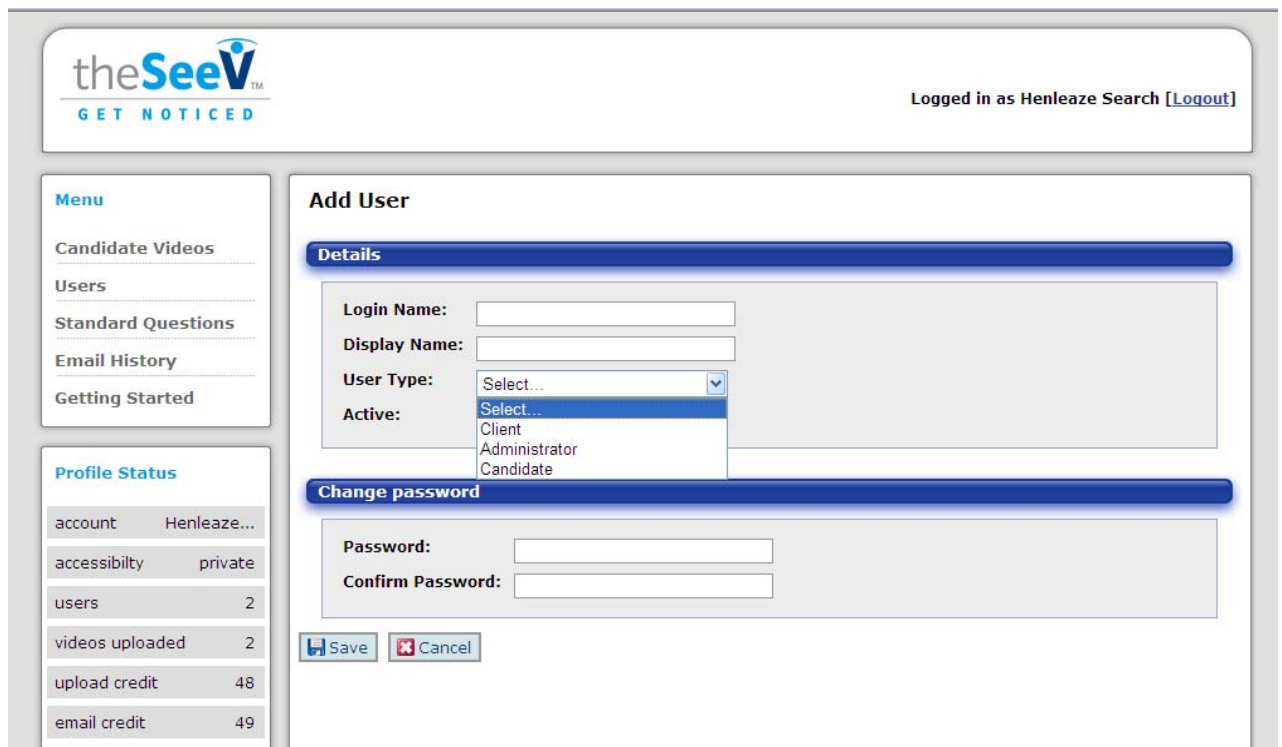 theSeeV TM
GET NOTICED
Logged in as Henleaze Search [Logout]
Menu
Candidate Videos
Users
Standard Questions
Email History
Getting Started
Profile Status
account Henleaze...
accessibilty private
users 2
videos uploaded 2
upload credit 48
email credit 49
Add User
Details
Login Name:
Display Name:
User Type: Select...
Active:
Select...
Client
Administrator
Candidate
Change password
Password:
Confirm Password:
Save Cancel